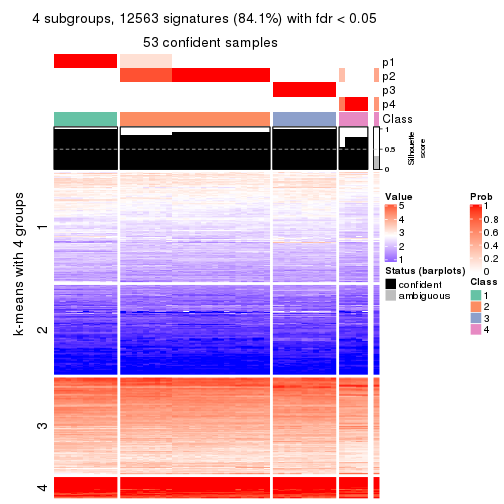 4 subgroups, 12563 signatures (84.1%) with fdr < 0.05
53 confident samples
p1
p2
p3
p4
Class
1
0.5
0
Silhouette
score
k-means with 4 groups
1
2
3
4
Value
5
4
3
2
1
Status (barplots)
confident
ambiguous
Prob
1
0.8
0.6
0.4
0.2
0
Class
1
2
3
4